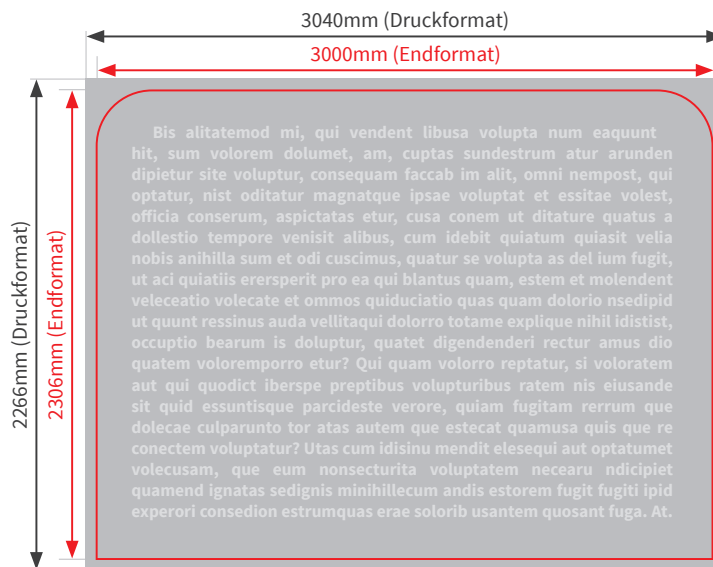 3040mm (Druckformat)
3000mm (Endformat)
2266mm (Druckformat)
2306mm (Endformat)
Bis alitatemod mi, qui vendent libusa volupta num eaquunt
hit, sum volorem dolumet, am, cuptas sundestrum atur arunden
dipietur site voluptur, consequam faccab im alit, omni nempost, qui
optatur, nist oditatur magnatque ipsae voluptat et essitae volest,
officia conserum, aspictatas etur, cusa conem ut ditature quatus a
dollestio tempore venisit alibus, cum idebit quiatum quiasit velia
nobis anihilla sum et odi cuscimus, quatur se volupta as del ium fugit,
ut aci quiatiis erersperit pro ea qui blantus qunm, estem et molendent
veleceatio volecate et ommos quiduciatio quas quam dolorio nsedipid
ut quunt ressinus auda vellitaqui dolorro totane explique nihil idistist,
occuptio bearum is doluptur, quatet digendenderi rectur amus dio
quatem voloremporro etur? Qui quam volorro reptatur, si voloratem
aut qui quodict iberspe preptibus volupturibus ratem nis eiusande
sit quid essuntisque parcideste verore, quiam fugitam rerrum que
dolecae culparunto tor atas autem que estecat quamusa quis que re
conectem voluptatur? Utas cum idisinu mendit elesequi aut optatumet
volecusam, que eum nonsecturita voluptatem necearu ndicipiet
quamend ignatas sedignis minihillecum andis estorem fugit fugiti ipid
experori consedion estrumquas erae solorib usantem quosant fuga. At.